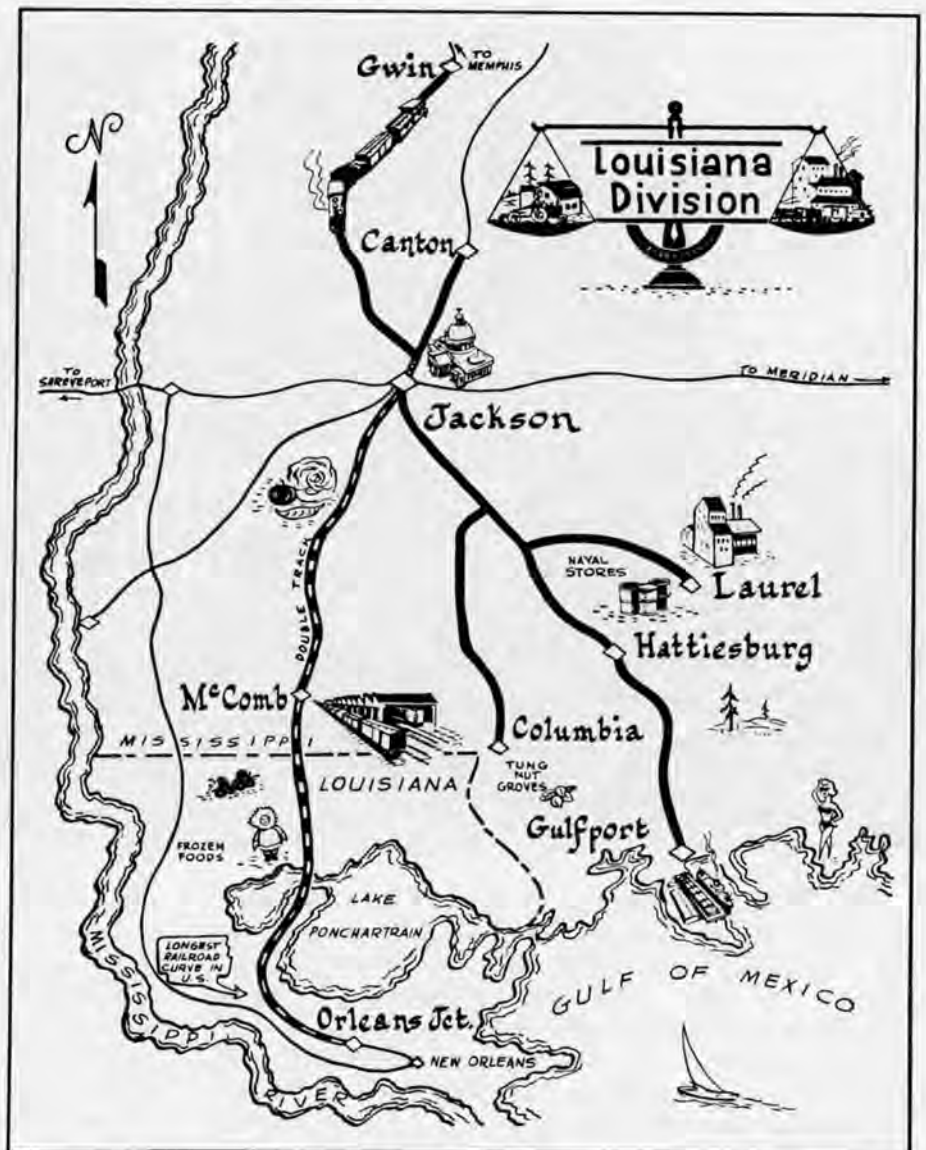 Gwin
TO
MEMPHIS
N
Louisiana
Division
Canton
TO
SHREVEPORT
TO MERIDIAN
Jackson
DOUBLE TRACK
NAVAL
STORES
Laurel
Hattiesburg
McComb
Columbia
MISSISSIPPI
LOUISIANA
TUNG
NUT
GROVES
Gulfport
FROZEN
FOODS
LAKE
PONCHARTRAIN
LONGEST
RAILROAD
CURVE IN
U.S.
GULF OF MEXICO
Orleans Jct.
NEW ORLEANS
MISSISSIPPI
RIVER